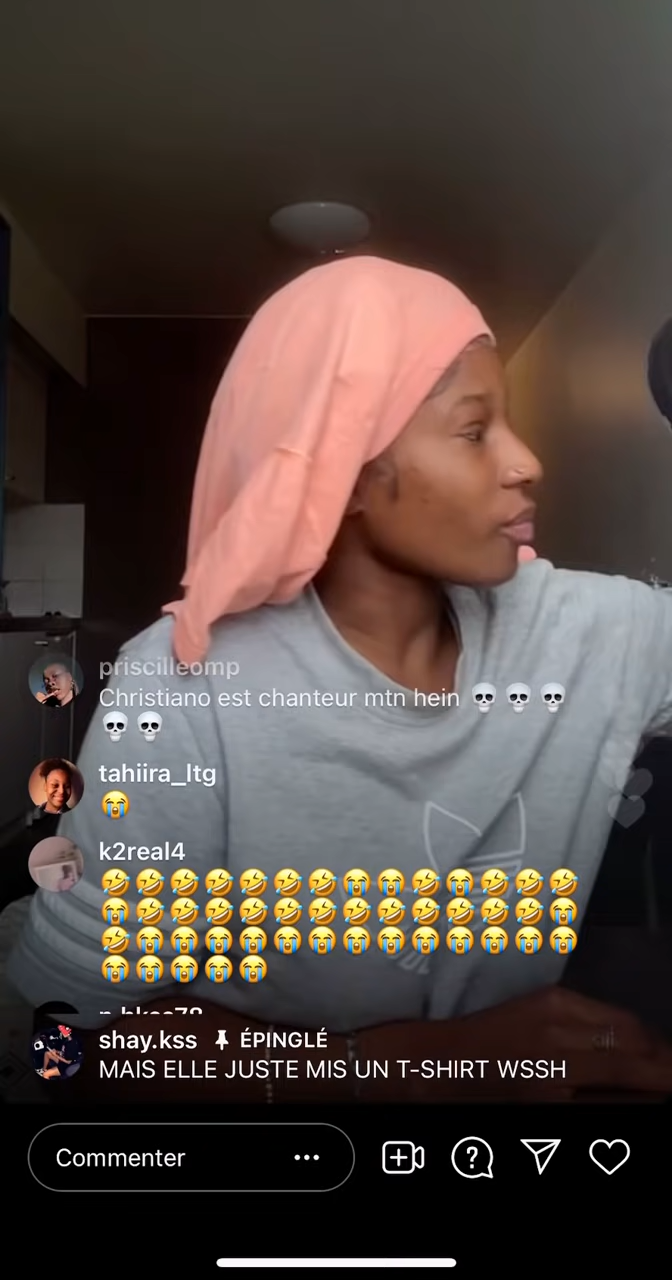 priscilleomp
Christiano est chanteur mtn hein 💀 💀 💀
💀 💀
tahiira_ltg
😭
k2real4
🤣🤣🤣🤣🤣🤣🤣😭😭🤣😭🤣🤣🤣
😭🤣🤣🤣🤣🤣🤣🤣🤣🤣🤣🤣🤣😭
🤣😭😭😭😭😭😭😭😭😭😭😭😭😭
😭😭😭😭😭
shay.kss ÉPINGLÉ
MAIS ELLE JUSTE MIS UN T-SHIRT WSSH
Commenter